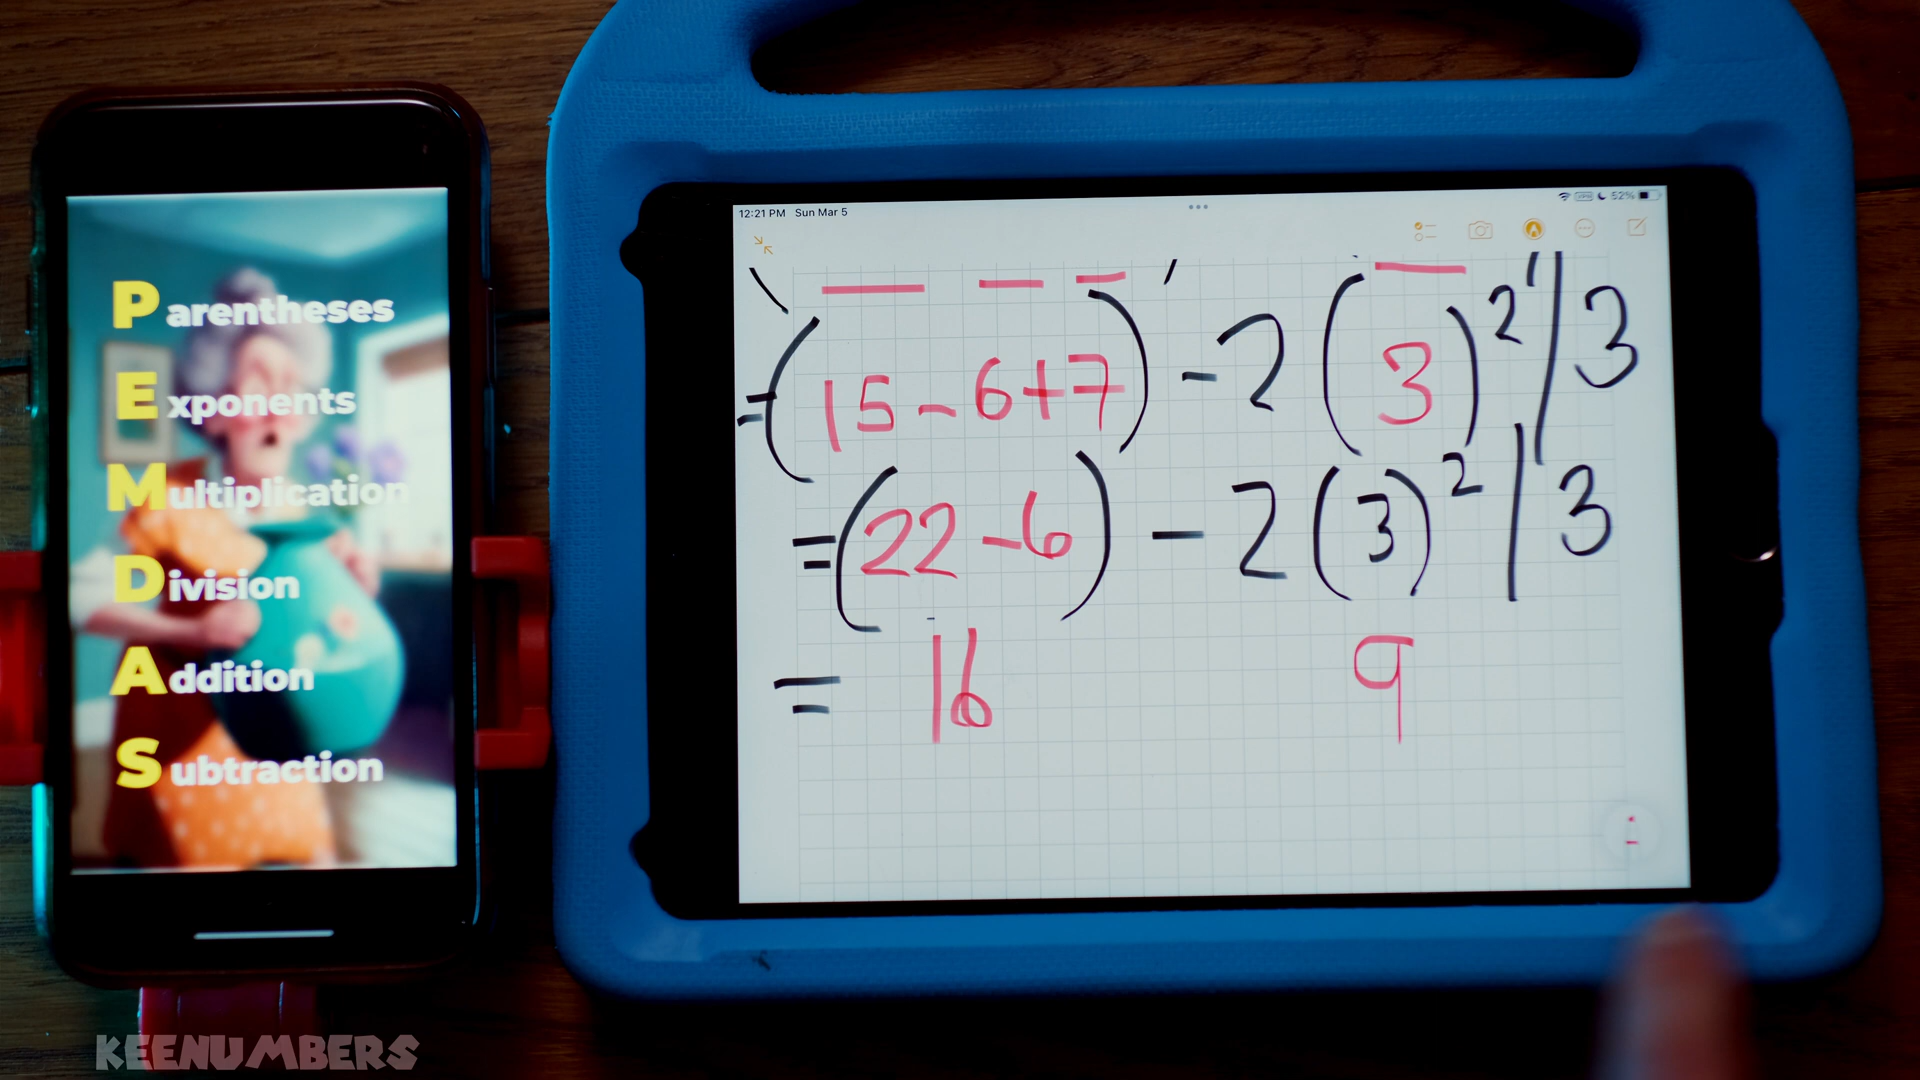 Parentheses
Exponents
Multiplication
Division
Addition
Subtraction
12:21 PM Sun Mar 5
52%
=(15-6+7)-2(3)²/3
=(22-6)-2(3)²/3
= 16 9
KEENUMBERS